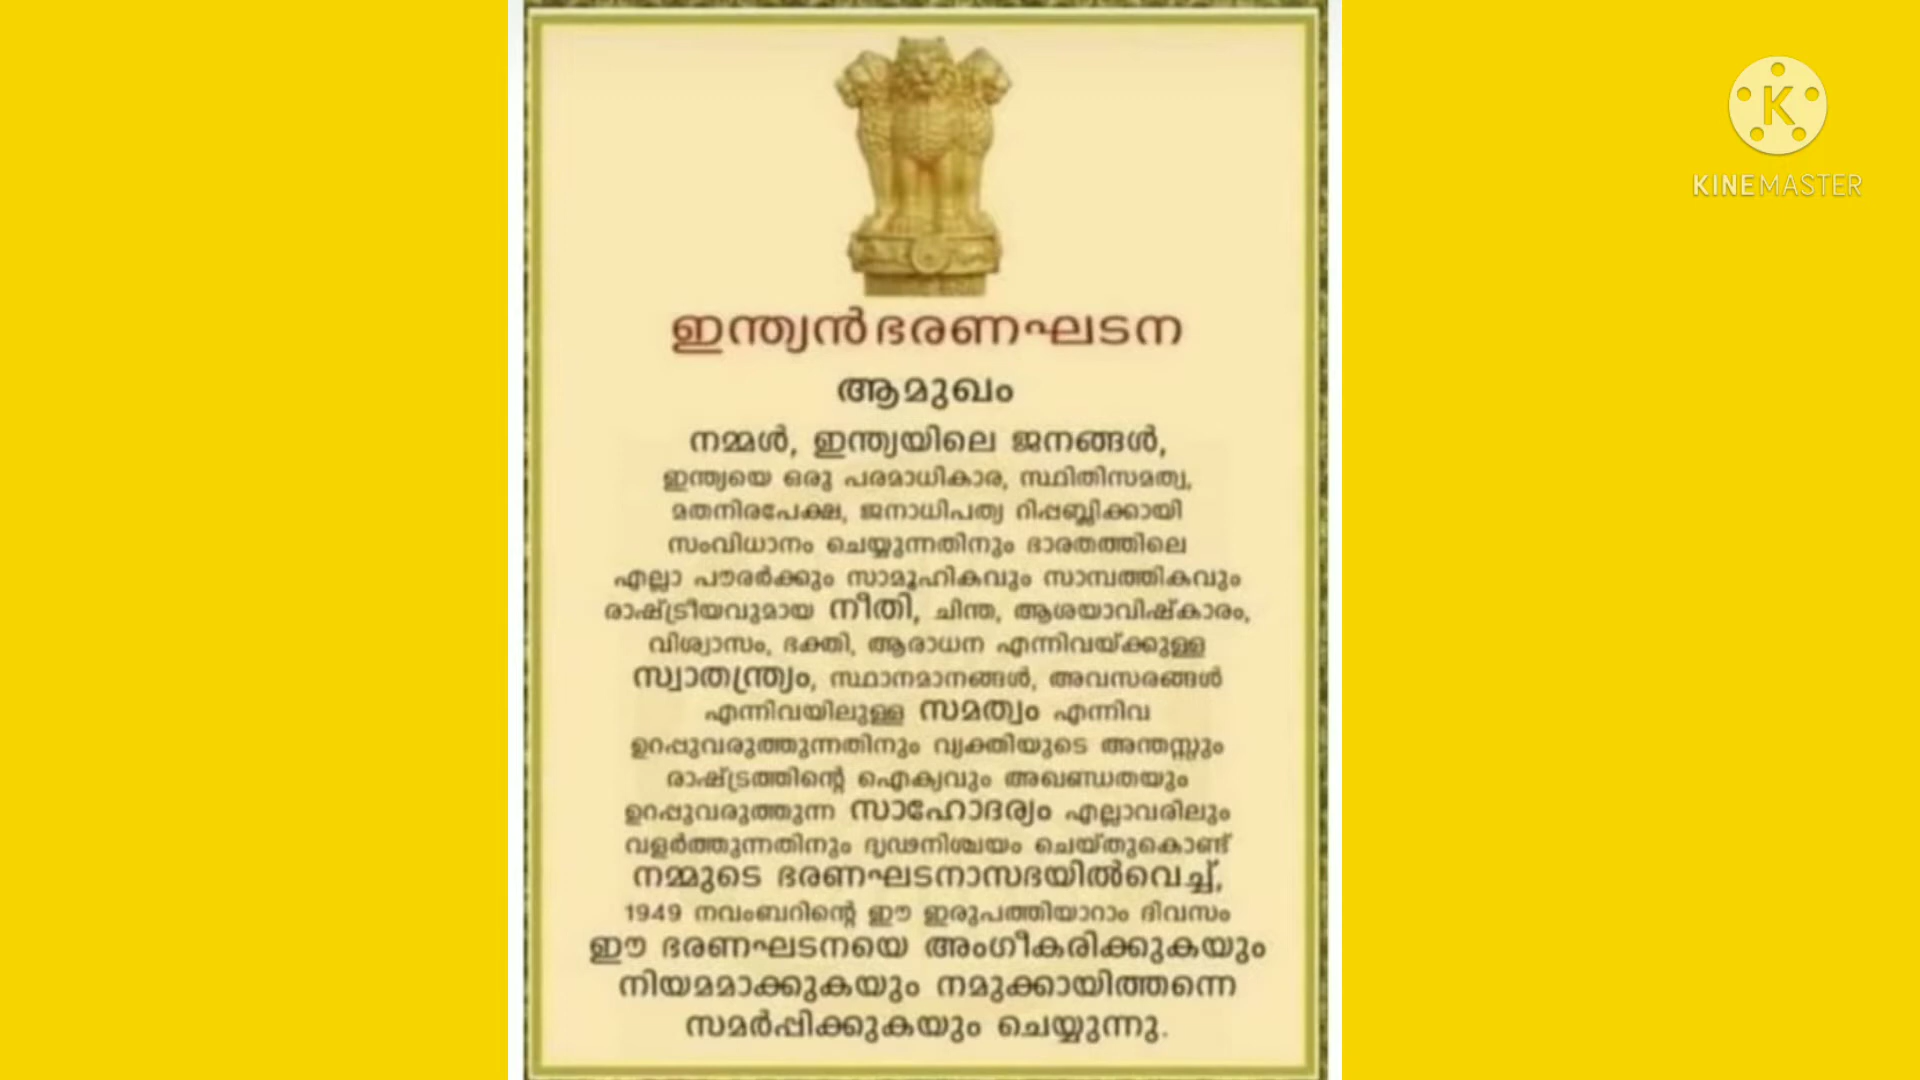 ഇന്ത്യൻ ഭരണഘടന
ആമുഖം
നമ്മൾ, ഇന്ത്യയിലെ ജനങ്ങൾ,
ഇന്ത്യയെ ഒരു പരമാധികാര, സ്ഥിതിസമത്വ,
മതനിരപേക്ഷ, ജനാധിപത്യ റിപ്പബ്ലിക്കായി
സംവിധാനം ചെയ്യുന്നതിനും ഭാരതത്തിലെ
എല്ലാ പൗരർക്കും സാമൂഹികവും സാമ്പത്തികവും
രാഷ്ട്രീയവുമായ നീതി, ചിന്ത, ആശയാവിഷ്കാരം,
വിശ്വാസം, ഭക്തി, ആരാധന എന്നിവയ്ക്കുള്ള
സ്വാതന്ത്ര്യം, സ്ഥാനമാനങ്ങൾ, അവസരങ്ങൾ
എന്നിവയിലുള്ള സമത്വം എന്നിവ
ഉറപ്പുവരുത്തുന്നതിനും വ്യക്തിയുടെ അന്തസ്സും
രാഷ്ട്രത്തിന്റെ ഐക്യവും അഖണ്ഡതയും
ഉറപ്പുവരുത്തുന്ന സാഹോദര്യം എല്ലാവരിലും
വളർത്തുന്നതിനും ദൃഢനിശ്ചയം ചെയ്തുകൊണ്ട്
നമ്മുടെ ഭരണഘടനാസഭയിൽവെച്ച്,
1949 നവംബറിന്റെ ഈ ഇരുപത്തിയാറാം ദിവസം
ഈ ഭരണഘടനയെ അംഗീകരിക്കുകയും
നിയമമാക്കുകയും നമുക്കായിത്തന്നെ
സമർപ്പിക്കുകയും ചെയ്യുന്നു.
K
KINEMASTER